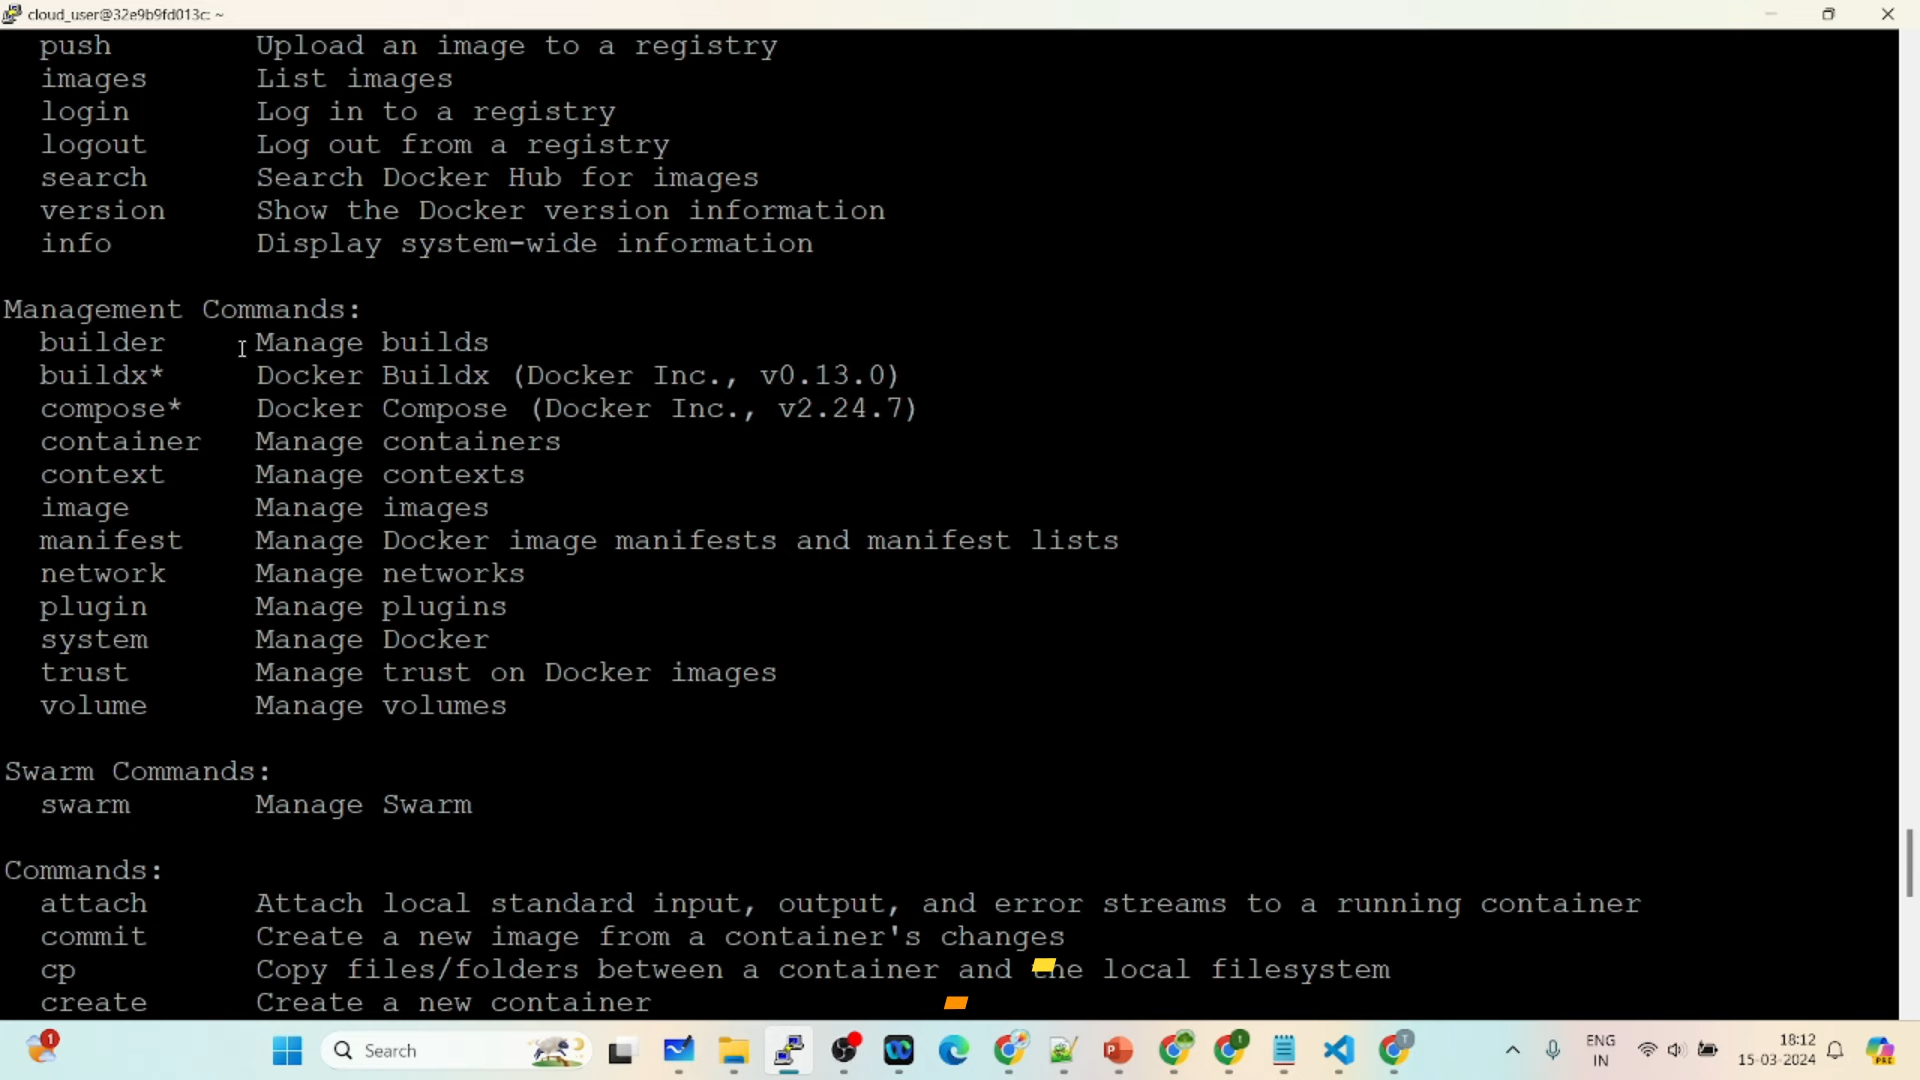 cloud_user@32e9b9fd013c: ~
push Upload an image to a registry
images List images
login Log in to a registry
logout Log out from a registry
search Search Docker Hub for images
version Show the Docker version information
info Display system-wide information
Management Commands:
builder Manage builds
buildx* Docker Buildx (Docker Inc., v0.13.0)
compose* Docker Compose (Docker Inc., v2.24.7)
container Manage containers
context Manage contexts
image Manage images
manifest Manage Docker image manifests and manifest lists
network Manage networks
plugin Manage plugins
system Manage Docker
trust Manage trust on Docker images
volume Manage volumes
Swarm Commands:
swarm Manage Swarm
Commands:
attach Attach local standard input, output, and error streams to a running container
commit Create a new image from a container's changes
cp Copy files/folders between a container and the local filesystem
create Create a new container
1
Search
ENG
IN
18:12
15-03-2024
PRE